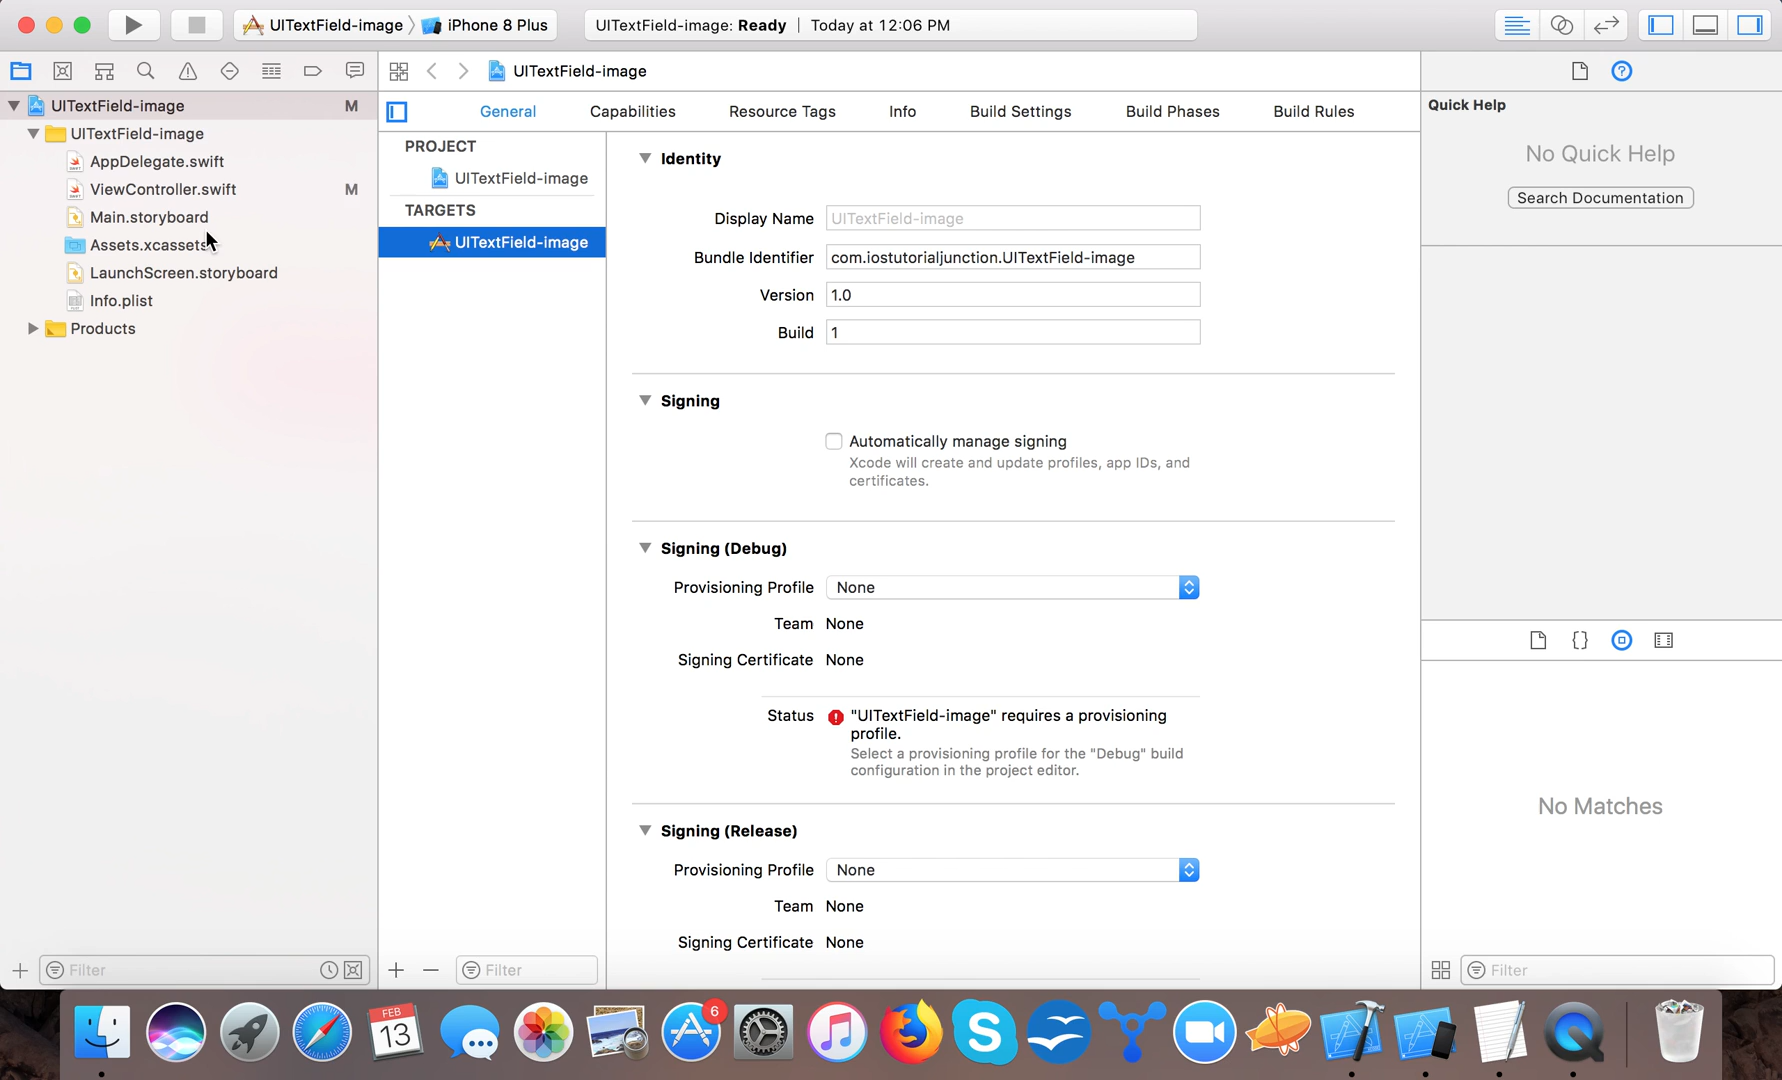 UITextField-image 〉 iPhone 8 Plus
UITextField-image: Ready | Today at 12:06 PM
UITextField-image
Quick Help
UITextField-image M
General Capabilities Resource Tags Info Build Settings Build Phases Build Rules
UITextField-image
AppDelegate.swift
ViewController.swift M
Main.storyboard
Assets.xcassets
LaunchScreen.storyboard
Info.plist
Products
PROJECT
UITextField-image
TARGETS
UITextField-image
Identity
Display Name UITextField-image
Bundle Identifier com.iostutorialjunction.UITextField-image
Version 1.0
Build 1
Signing
Automatically manage signing
Xcode will create and update profiles, app IDs, and
certificates.
Signing (Debug)
Provisioning Profile None
Team None
Signing Certificate None
Status "UITextField-image" requires a provisioning
profile.
Select a provisioning profile for the "Debug" build
configuration in the project editor.
Signing (Release)
Provisioning Profile None
Team None
Signing Certificate None
No Quick Help
Search Documentation
No Matches
Filter
Filter
Filter
FEB
13
6